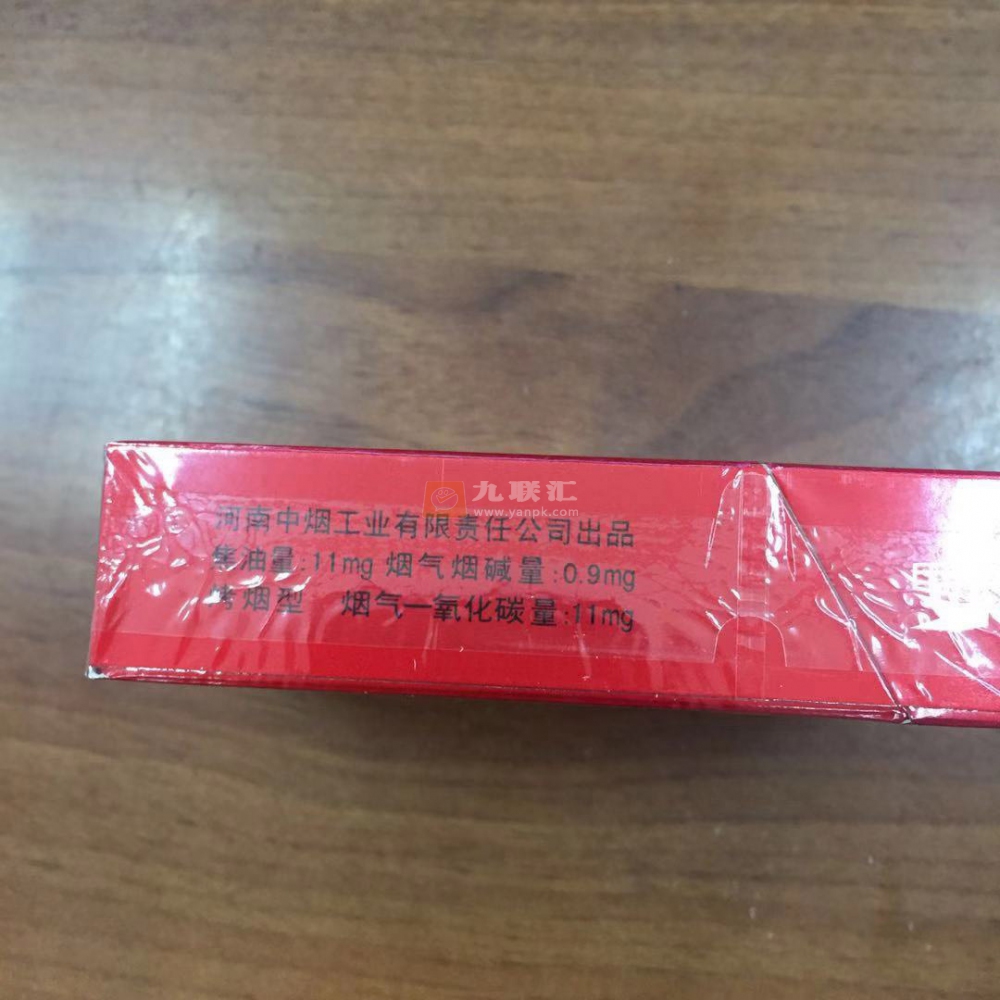 九联汇
www.yanpk.com
河南中烟工业有限责任公司出品
焦油量:11mg 烟气烟碱量:0.9mg
烤烟型 烟气一氧化碳量:11mg